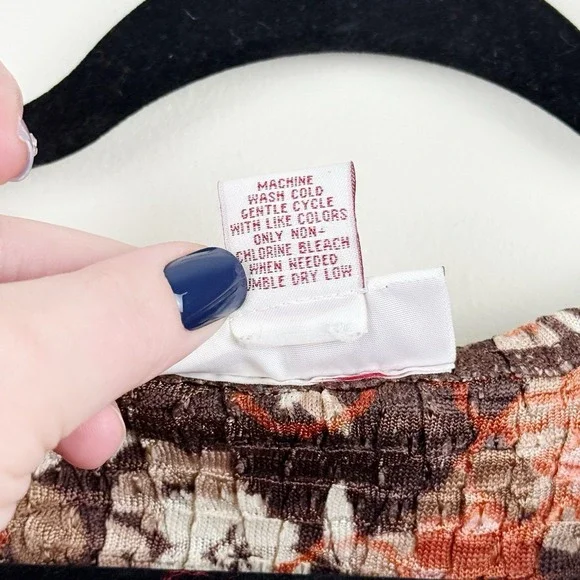 MACHINE
WASH COLD
GENTLE CYCLE
WITH LIKE COLORS
ONLY NON-
CHLORINE BLEACH
WHEN NEEDED
UMBLE DRY LOW